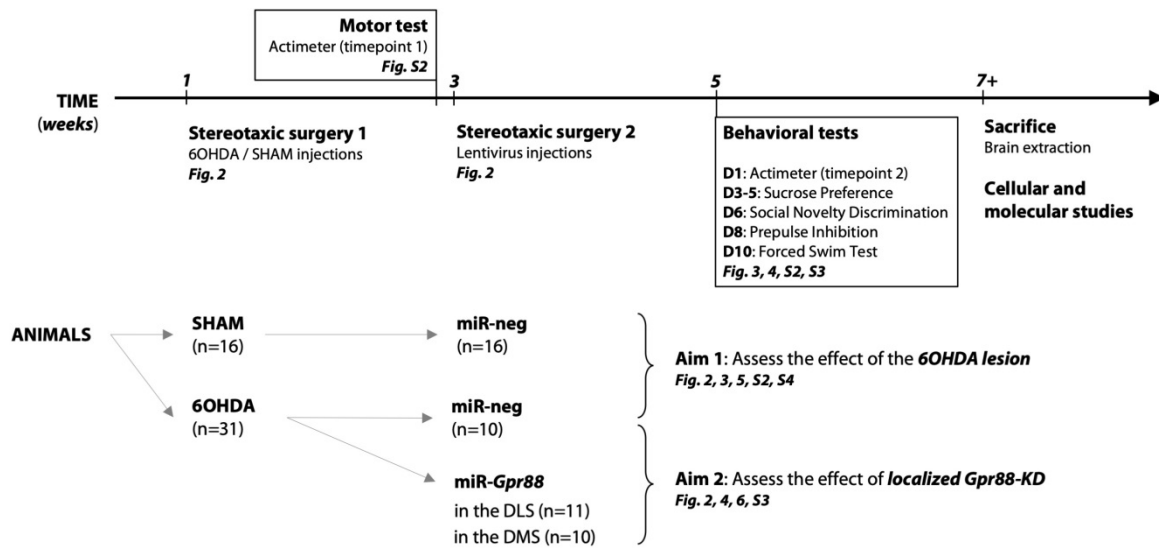 Motor test
Actimeter (timepoint 1)
Fig. S2
1
3
5
7+
TIME
(weeks)
Stereotaxic surgery 1
6OHDA / SHAM injections
Fig. 2
Stereotaxic surgery 2
Lentivirus injections
Fig. 2
Behavioral tests
D1: Actimeter (timepoint 2)
D3-5: Sucrose Preference
D6: Social Novelty Discrimination
D8: Prepulse Inhibition
D10: Forced Swim Test
Fig. 3, 4, S2, S3
Sacrifice
Brain extraction
Cellular and
molecular studies
ANIMALS
SHAM
(n=16)
miR-neg
(n=16)
6OHDA
(n=31)
miR-neg
(n=10)
miR-Gpr88
in the DLS (n=11)
in the DMS (n=10)
Aim 1: Assess the effect of the 6OHDA lesion
Fig. 2, 3, 5, S2, S4
Aim 2: Assess the effect of localized Gpr88-KD
Fig. 2, 4, 6, S3